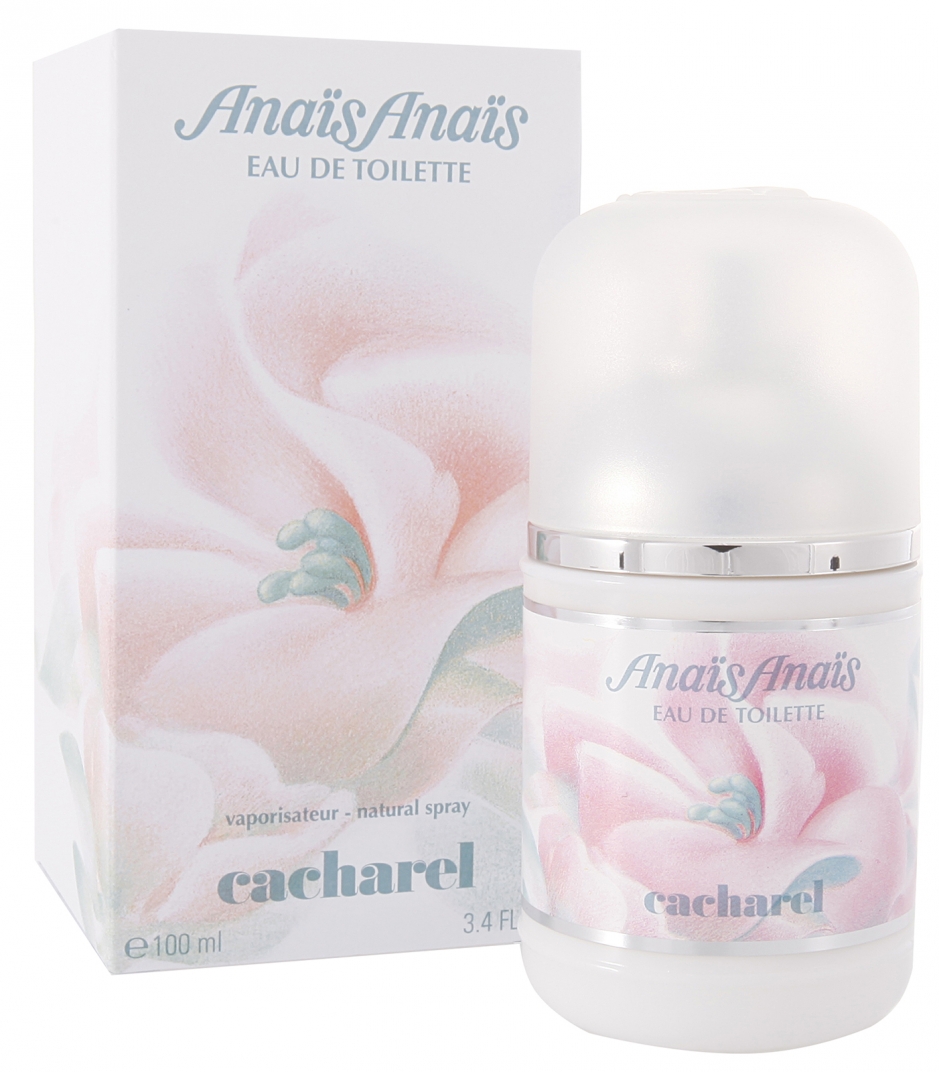 Anaïs Anaïs
EAU DE TOILETTE
vaporisateur - natural spray
cacharel
℮100 ml
3.4 FL
Anaïs Anaïs
EAU DE TOILETTE
cacharel